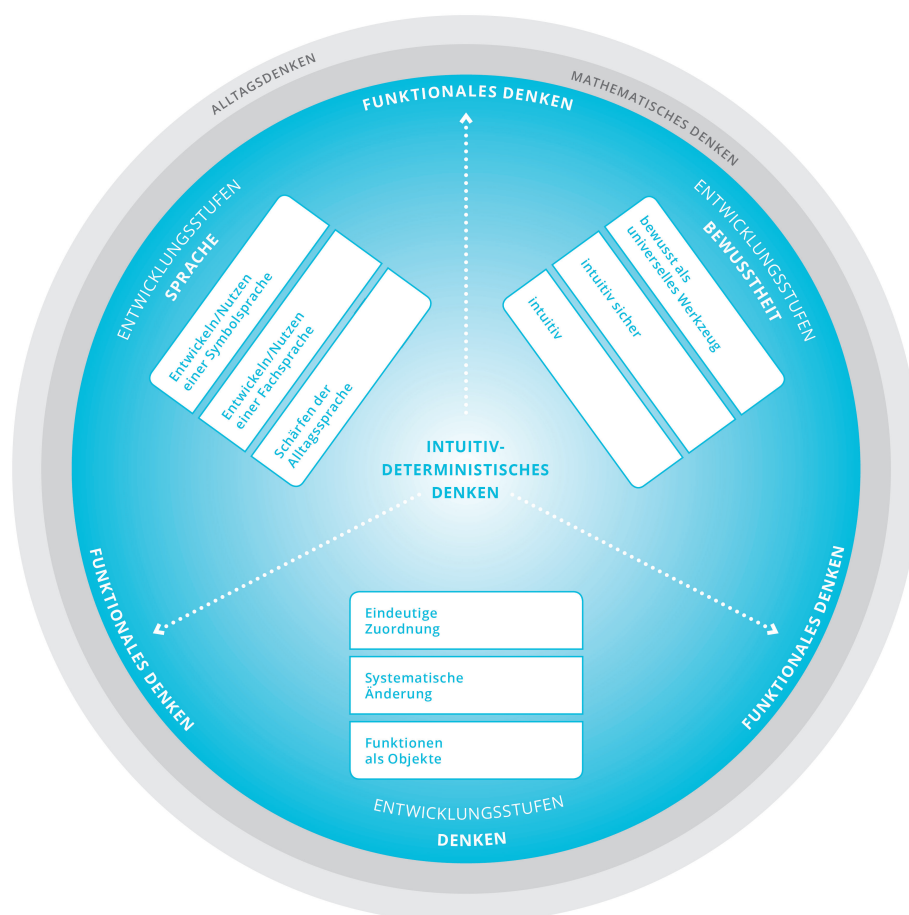 ALLTAGSDENKEN
MATHEMATISCHES DENKEN
FUNKTIONALES DENKEN
ENTWICKLUNGSSTUFEN
SPRACHE
Entwickeln/Nutzen
einer Symbolsprache
Entwickeln/Nutzen
einer Fachsprache
Schärfen der
Alltagssprache
ENTWICKLUNGSSTUFEN
BEWUSSTHEIT
bewusst als
universelles Werkzeug
intuitiv sicher
intuitiv
INTUITIV-
DETERMINISTISCHES
DENKEN
FUNKTIONALES DENKEN
FUNKTIONALES DENKEN
Eindeutige
Zuordnung
Systematische
Änderung
Funktionen
als Objekte
ENTWICKLUNGSSTUFEN
DENKEN